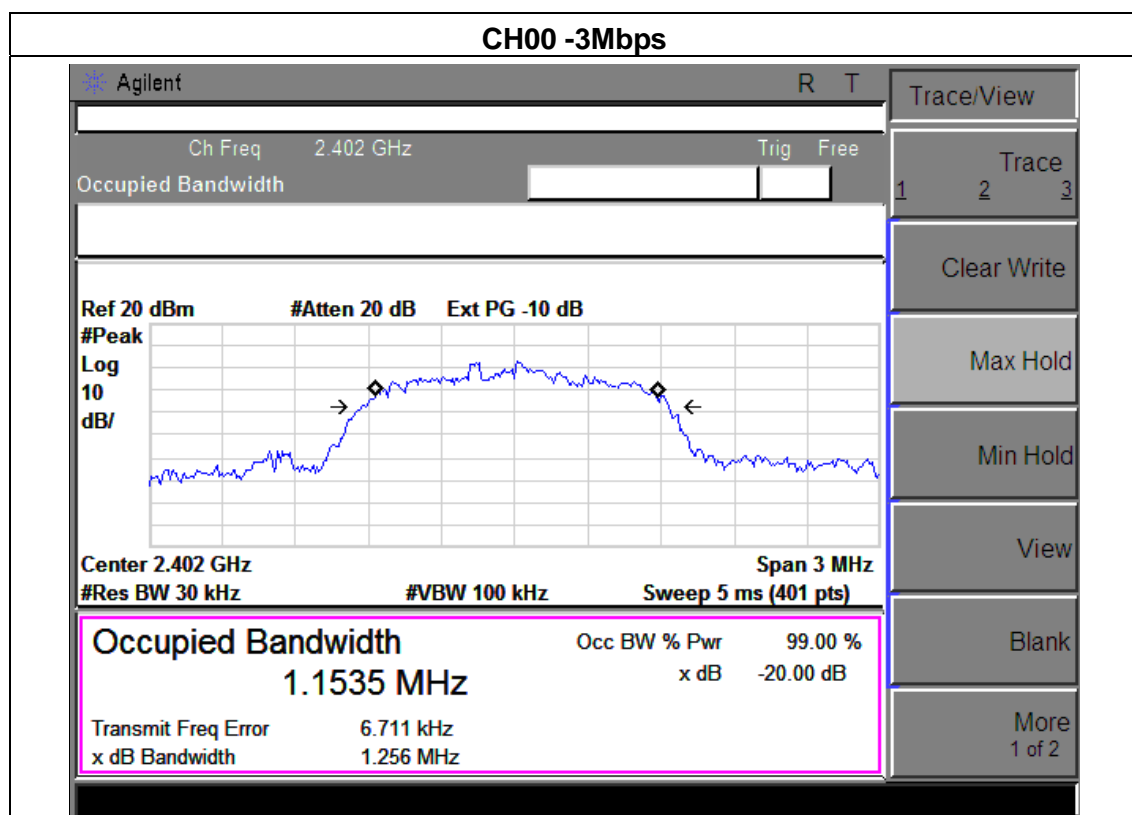 CH00 -3Mbps
Agilent R T
Ch Freq 2.402 GHz Trig Free
Occupied Bandwidth
Ref 20 dBm #Atten 20 dB Ext PG -10 dB
#Peak
Log
10
dB/
Center 2.402 GHz Span 3 MHz
#Res BW 30 kHz #VBW 100 kHz Sweep 5 ms (401 pts)
Occupied Bandwidth Occ BW % Pwr 99.00 %
1.1535 MHz x dB -20.00 dB
Transmit Freq Error 6.711 kHz
x dB Bandwidth 1.256 MHz
Trace/View
Trace
1 2 3
Clear Write
Max Hold
Min Hold
View
Blank
More
1 of 2